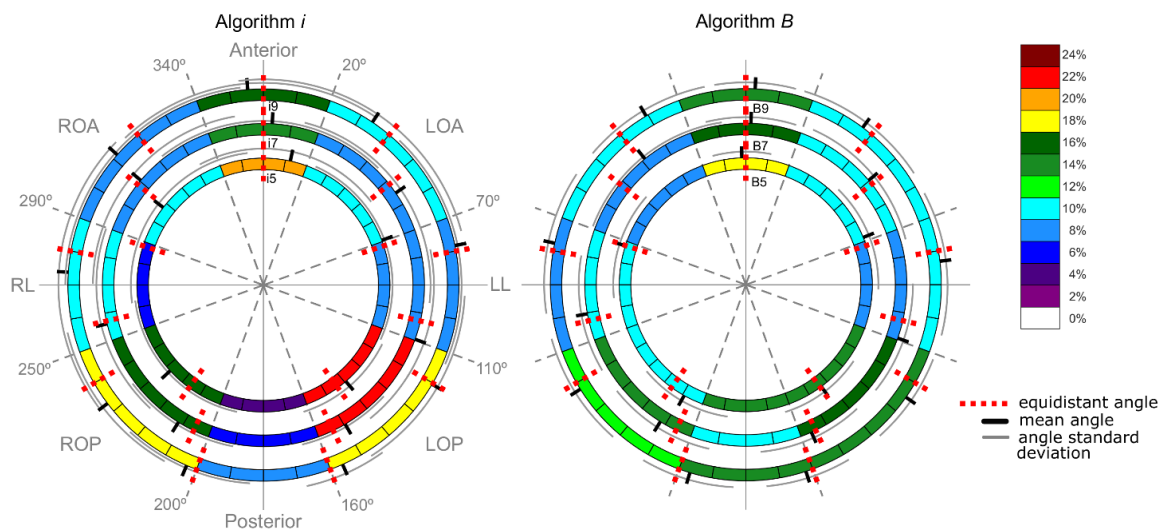 Algorithm i
Algorithm B
Anterior
340º
20º
ROA
LOA
i9
i7
i5
290º
70º
RL
LL
250º
110º
ROP
LOP
200º
160º
Posterior
B9
B7
B5
24%
22%
20%
18%
16%
14%
12%
10%
8%
6%
4%
2%
0%
equidistant angle
mean angle
angle standard
deviation